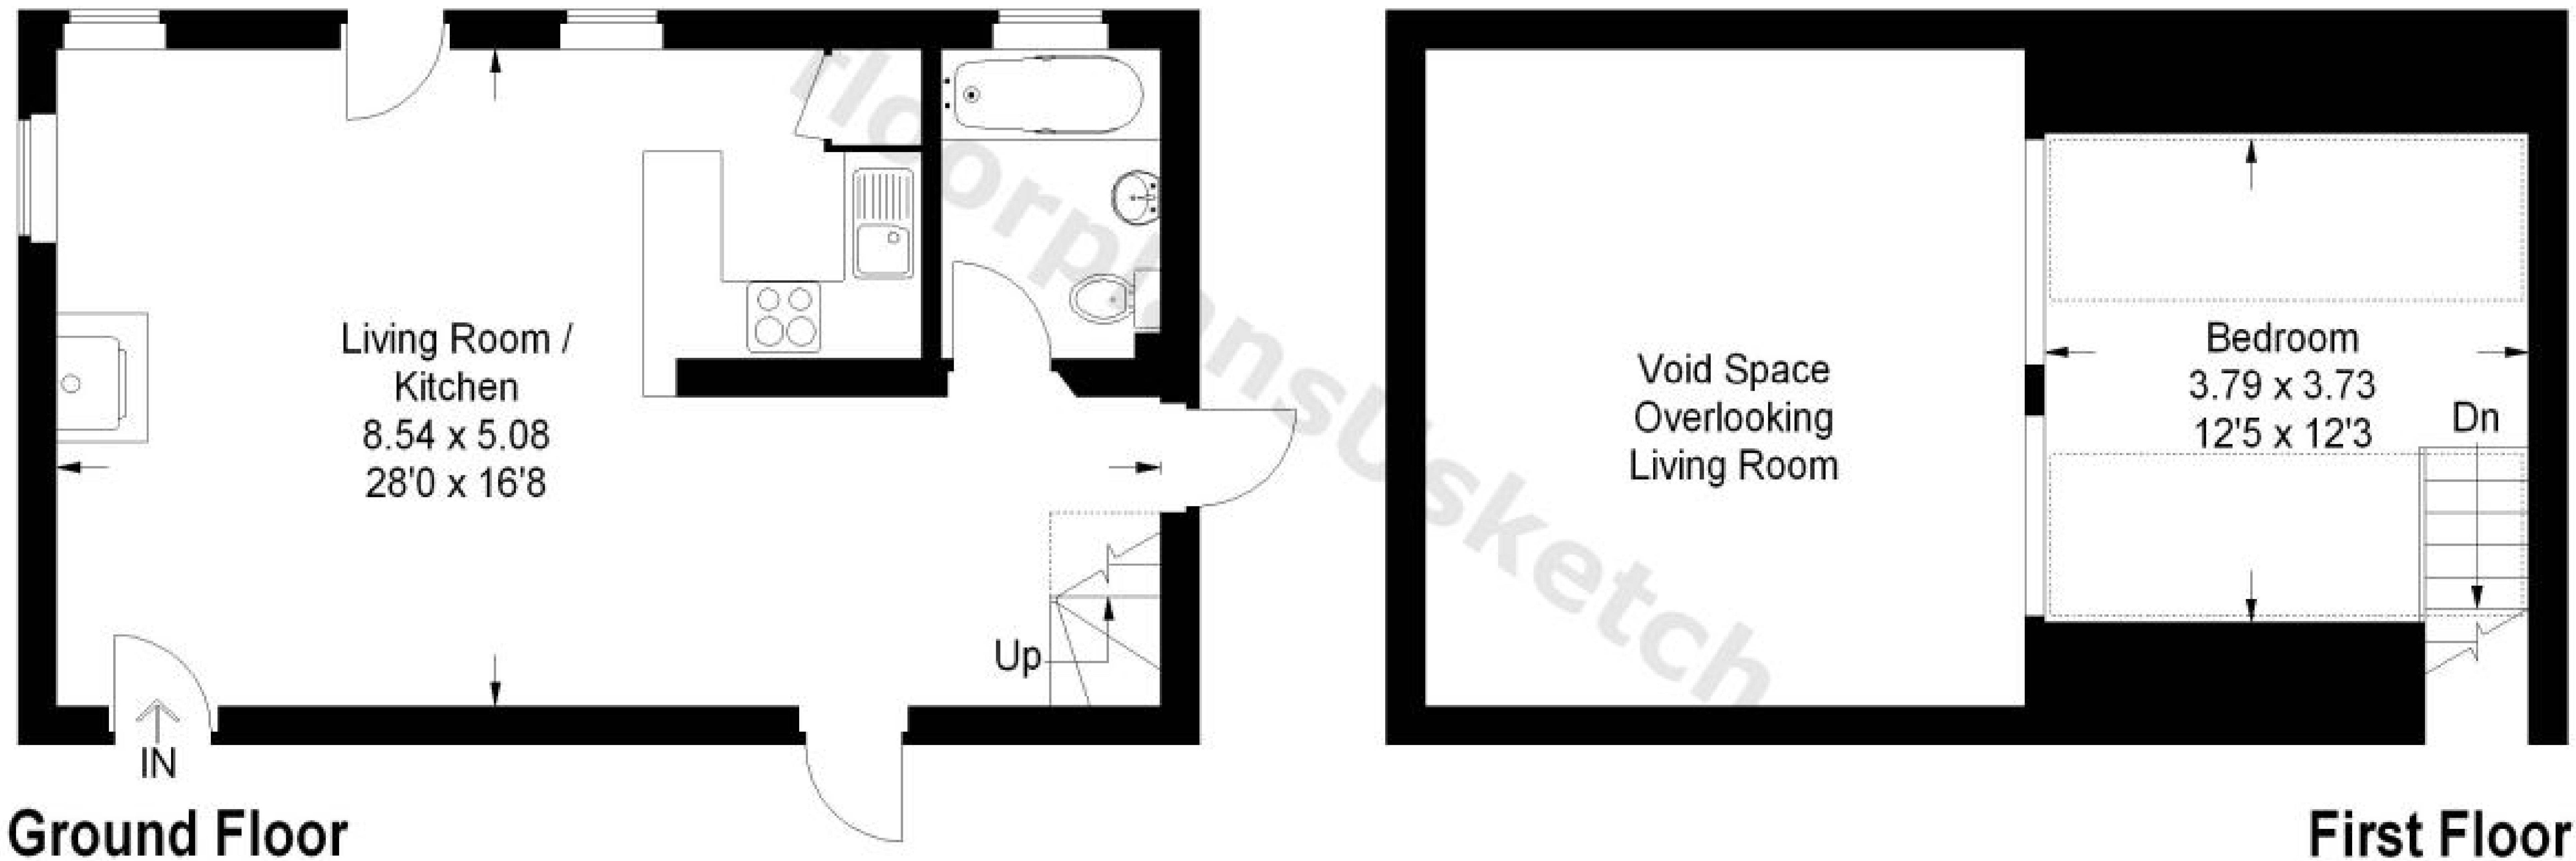 Living Room /
Kitchen
8.54 x 5.08
28'0 x 16'8
Up
IN
Ground Floor
Void Space
Overlooking
Living Room
Bedroom
3.79 x 3.73
12'5 x 12'3
Dn
First Floor
floorplansUsketch